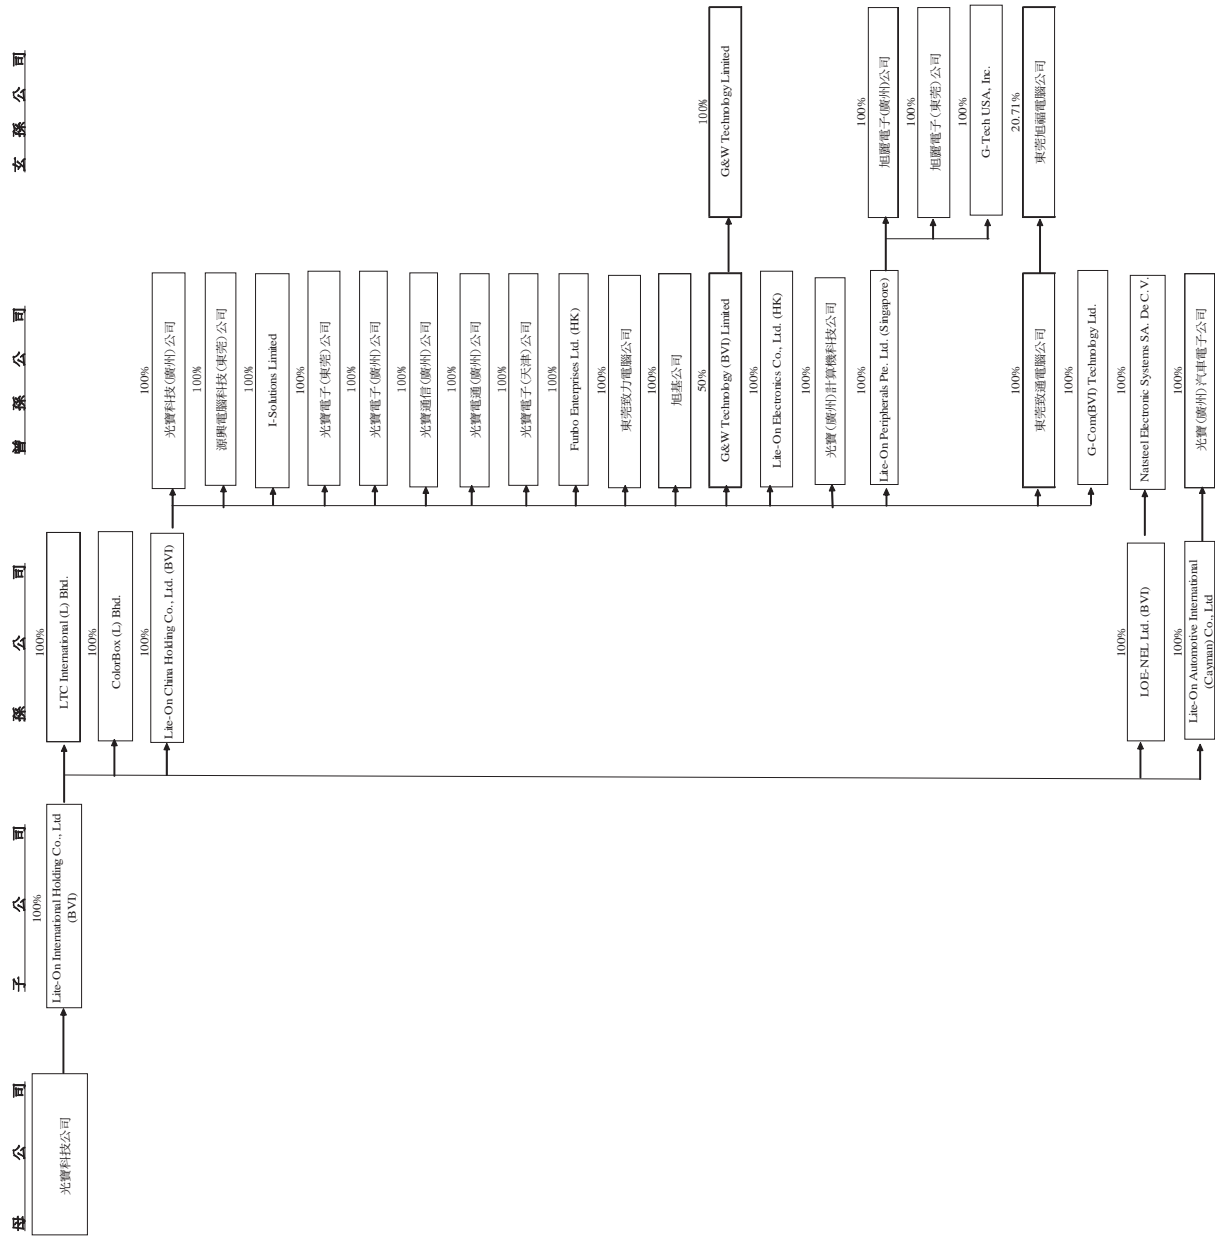 母 公 司
光寶科技公司
子 公 司
100%
Lite-On International Holding Co., Ltd
(BVI)
孫 公 司
100%
LTC International (L) Bhd.
100%
ColorBox (L) Bhd.
100%
Lite-On China Holding Co., Ltd. (BVI)
100%
LOE-NEL Ltd. (BVI)
100%
Lite-On Automotive International
(Cayman) Co., Ltd
曾 孫 公 司
100%
光寶科技(廣州)公司
100%
源興電腦科技(東莞)公司
100%
I-Solutions Limited
100%
光寶電子(東莞)公司
100%
光寶電子(廣州)公司
100%
光寶通信(廣州)公司
100%
光寶電通(廣州)公司
100%
光寶電子(天津)公司
100%
Funbo Enterprises Ltd. (HK)
100%
東莞致力電腦公司
100%
旭基公司
50%
G&W Technology (BVI) Limited
100%
Lite-On Electronics Co., Ltd. (HK)
100%
光寶(廣州)計算機科技公司
100%
Lite-On Peripherals Pte. Ltd. (Singapore)
100%
東莞致通電腦公司
100%
G-Com(BVI) Technology Ltd.
100%
Natsteel Electronic Systems SA. De C.V.
100%
光寶(廣州)汽車電子公司
玄 孫 公 司
100%
G&W Technology Limited
100%
旭麗電子(廣州)公司
100%
旭麗電子(東莞)公司
100%
G-Tech USA, Inc.
20.71%
東莞旭福電腦公司